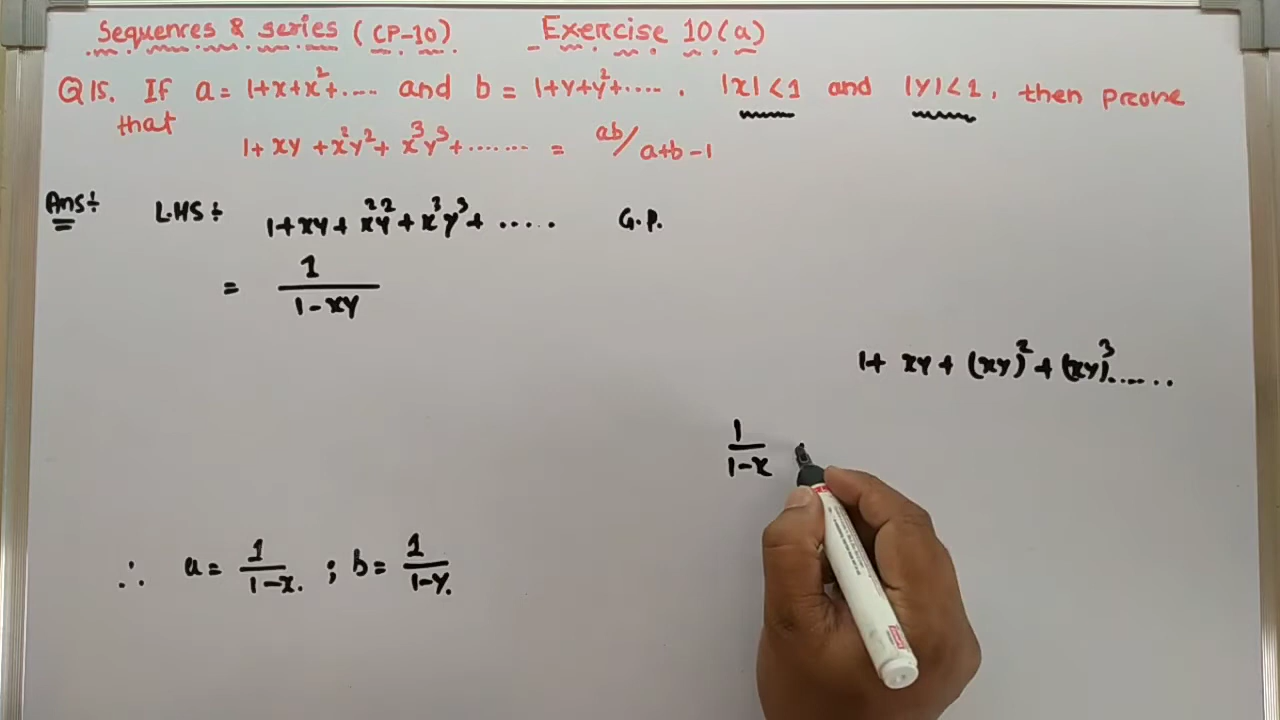 Sequences & series (CP-10). Exercise 10(a)
Q15. If a = 1+x+x²+.... and b = 1+y+y²+..... . |x|<1 and |y|<1, then prove
that
1+ xy +x²y²+ x³y³+....... = ab/a+b-1
Ans÷ L.HS÷ 1+xy+x²y²+x³y³+ ..... G.P.
= 1/1-xy
1+ xy+(xy)²+(xy)³......
1/1-x
∴ a= 1/1-x. ; b= 1/1-y.